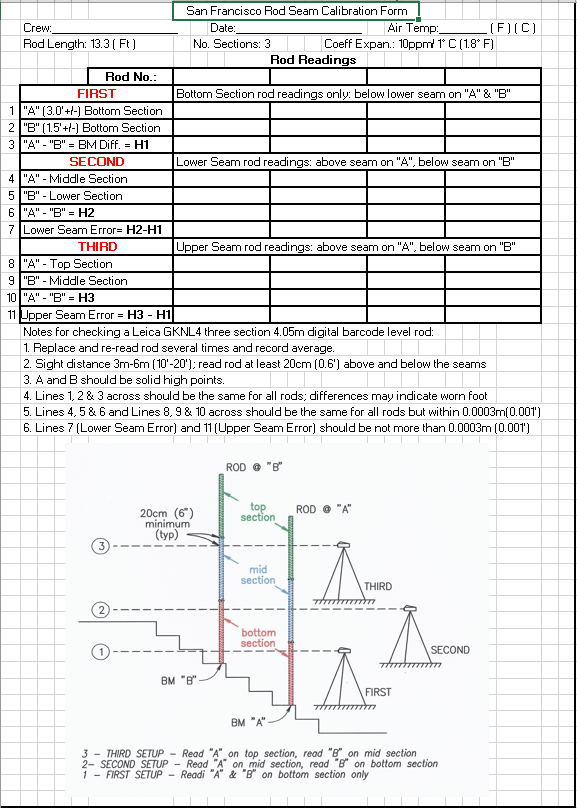 San Francisco Rod Seam Calibration Form
Crew: Date: Air Temp: ( F ) ( C )
Rod Length: 13.3 ( Ft ) No. Sections: 3 Coeff Expan.: 10ppm/ 1° C (1.8° F)
Rod Readings
Rod No.:
FIRST Bottom Section rod readings only: below lower seam on "A" & "B"
1 "A" (3.0'+/-) Bottom Section
2 "B" (1.5'+/-) Bottom Section
3 "A" - "B" = BM Diff. = H1
SECOND Lower Seam rod readings: above seam on "A", below seam on "B"
4 "A" - Middle Section
5 "B" - Lower Section
6 "A" - "B" = H2
7 Lower Seam Error= H2-H1
THIRD Upper Seam rod readings: above seam on "A", below seam on "B"
8 "A" - Top Section
9 "B" - Middle Section
10 "A" - "B" = H3
11 Upper Seam Error = H3 - H1
Notes for checking a Leica GKNL4 three section 4.05m digital barcode level rod:
1. Replace and re-read rod several times and record average.
2. Sight distance 3m-6m (10'-20'); read rod at least 20cm (0.6') above and below the seams
3. A and B should be solid high points.
4. Lines 1, 2 & 3 across should be the same for all rods; differences may indicate worn foot
5. Lines 4, 5 & 6 and Lines 8, 9 & 10 across should be the same for all rods but within 0.0003m(0.001')
6. Lines 7 (Lower Seam Error) and 11 (Upper Seam Error) should be not more than 0.0003m (0.001')
ROD @ "B"
20cm (6")
minimum
(typ)
top
section
ROD @ "A"
3
mid
section
THIRD
2
bottom
section
1
SECOND
BM "B"
FIRST
BM "A"
3 - THIRD SETUP - Read "A" on top section, read "B" on mid section
2- SECOND SETUP - Read "A" on mid section, read "B" on bottom section
1 - FIRST SETUP - Readi "A" & "B" on bottom section only